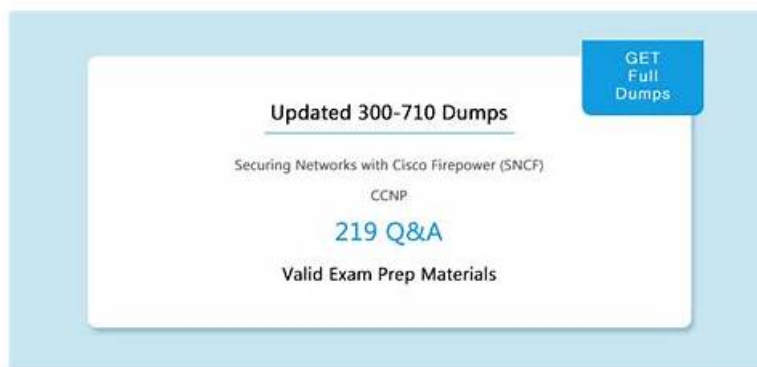 GET
Full
Dumps
Updated 300-710 Dumps
Securing Networks with Cisco Firepower (SNCF)
CCNP
219 Q&A
Valid Exam Prep Materials